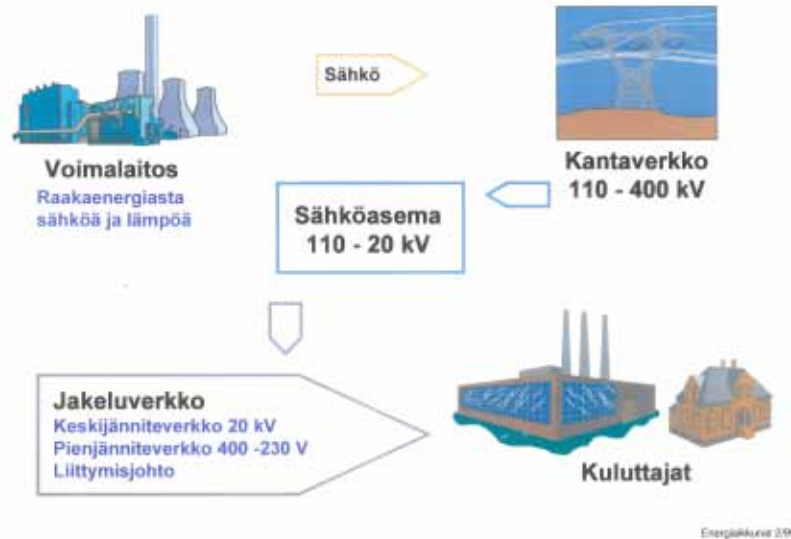 Sähkö
Voimalaitos
Raakaenergiasta
sähköä ja lämpöä
Kantaverkko
110 - 400 kV
Sähköasema
110 - 20 kV
Jakeluverkko
Keskijänniteverkko 20 kV
Pienjänniteverkko 400 -230 V
Liittymisjohto
Kuluttajat